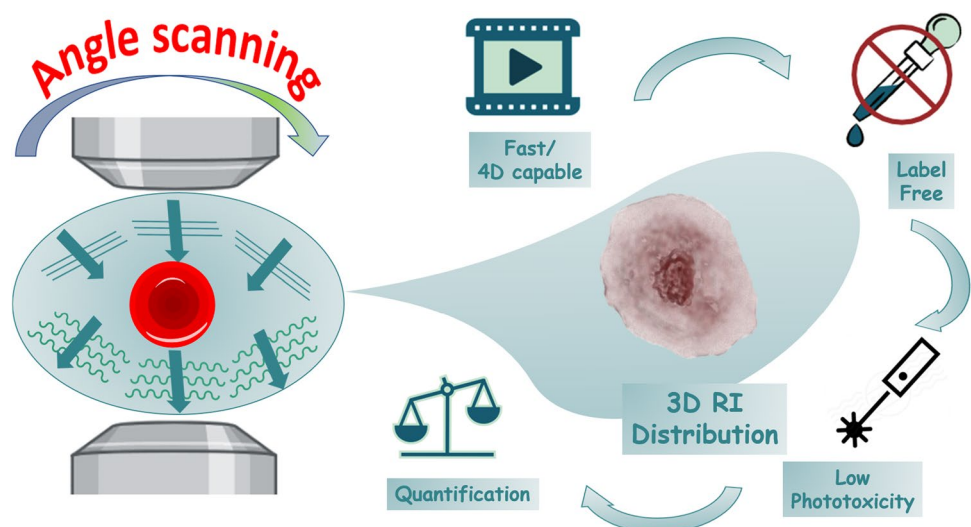 Angle scanning
Fast/
4D capable
Label
Free
3D RI
Distribution
Low
Phototoxicity
Quantification